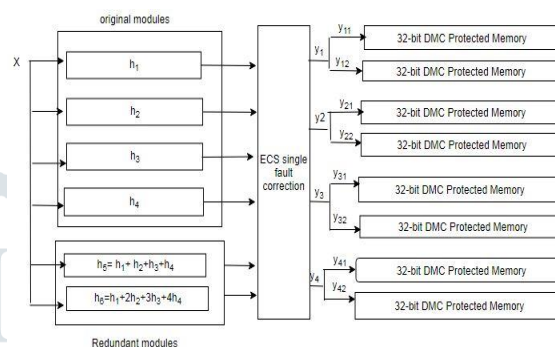 original modules
X
h1
h2
h3
h4
h5= h1+ h2+h3+h4
h6=h1+2h2+3h3+4h4
Redundant modules
ECS single
fault
correction
y1
y11
y12
32-bit DMC Protected Memory
32-bit DMC Protected Memory
y2
y21
y22
32-bit DMC Protected Memory
32-bit DMC Protected Memory
y3
y31
y32
32-bit DMC Protected Memory
32-bit DMC Protected Memory
y4
y41
y42
32-bit DMC Protected Memory
32-bit DMC Protected Memory